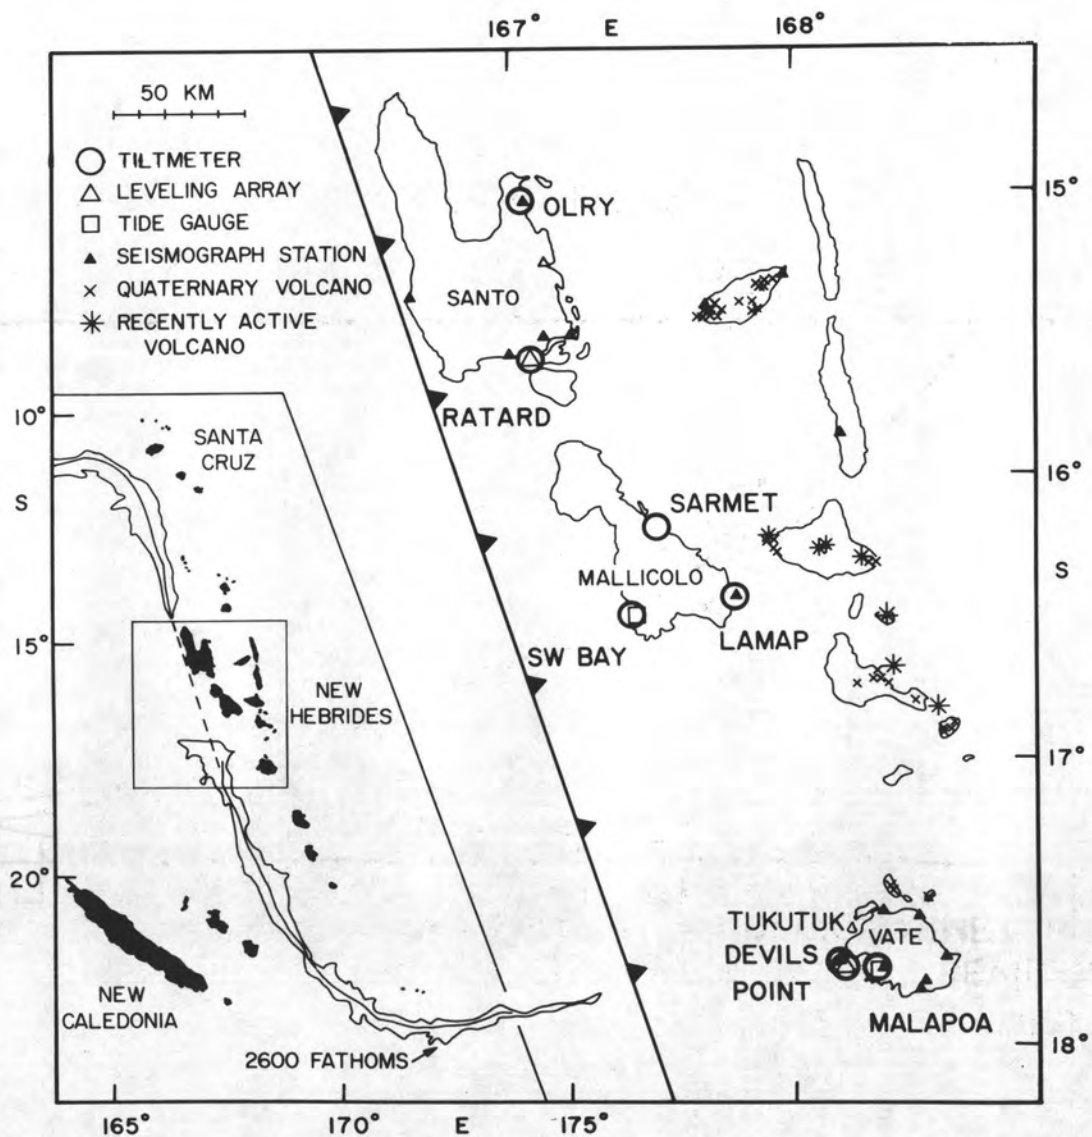 167° E 168°
50 KM
TILTMETER
LEVELING ARRAY
TIDE GAUGE
SEISMOGRAPH STATION
QUATERNARY VOLCANO
RECENTLY ACTIVE
VOLCANO
15°
OLRY
SANTO
RATARD
10°
S
SANTA
CRUZ
16°
SARMET
MALLICOLO
S
LAMAP
SW BAY
15°
NEW
HEBRIDES
17°
20°
TUKUTUK
VATE
DEVILS
POINT
MALAPOA
NEW
CALEDONIA
2600 FATHOMS
18°
165° 170° E 175°